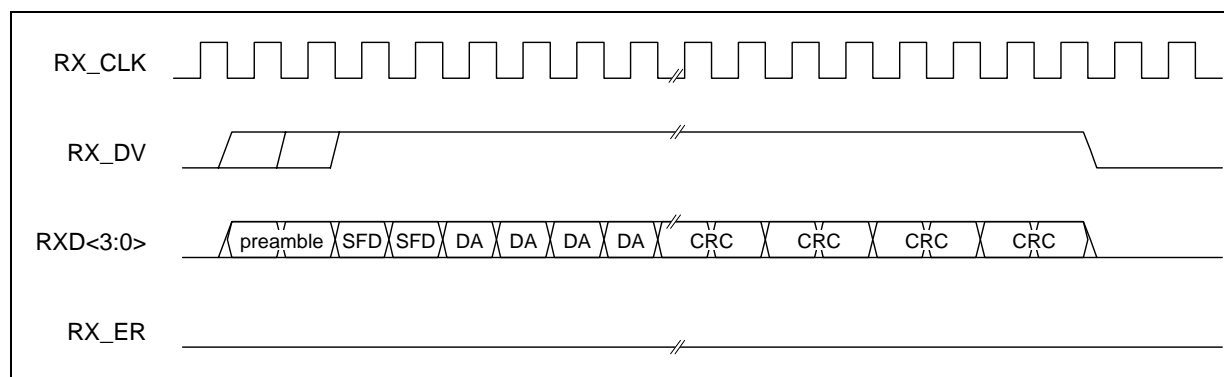 RX_CLK
RX_DV
RXD<3:0> preamble SFD SFD DA DA DA DA CRC CRC CRC CRC
RX_ER